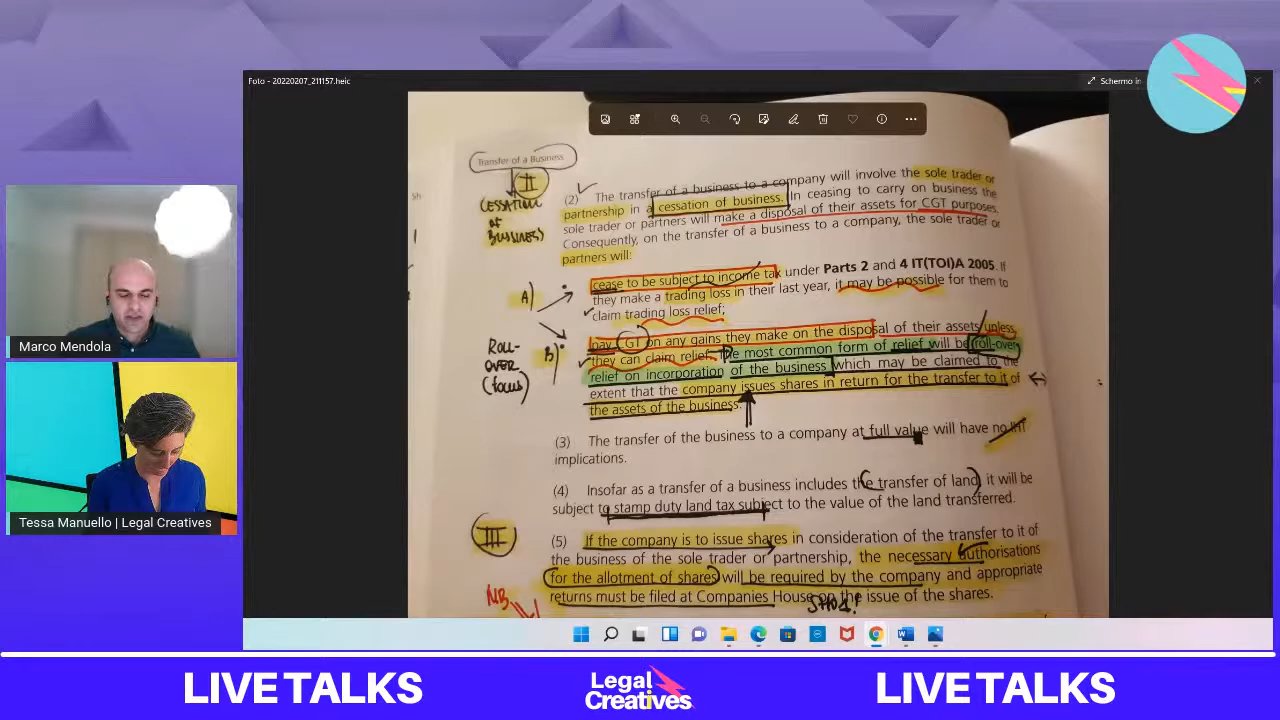 Foto - 20220207_211157.heic
Schermo in
Transfer of a Business
II
CESSATION
OF
BUSINESS)
(2) The transfer of a business to a company will involve the sole trader or
partnership in a cessation of business. In ceasing to carry on business the
sole trader or partners will make a disposal of their assets for CGT purposes.
Consequently, on the transfer of a business to a company, the sole trader or
partners will:
A)
cease to be subject to income tax under Parts 2 and 4 IT(TOI)A 2005. If
they make a trading loss in their last year, it may be possible for them to
claim trading loss relief;
ROLL-
OVER
(focus)
B)
pay CGT on any gains they make on the disposal of their assets unless
they can claim relief. The most common form of relief will be roll-over
relief on incorporation of the business which may be claimed to the
extent that the company issues shares in return for the transfer to it of
the assets of the business.
(3) The transfer of the business to a company at full value will have no IHT
implications.
(4) Insofar as a transfer of a business includes the transfer of land, it will be
subject to stamp duty land tax subject to the value of the land transferred.
III
(5) If the company is to issue shares in consideration of the transfer to it of
the business of the sole trader or partnership, the necessary authorisations
for the allotment of shares will be required by the company and appropriate
returns must be filed at Companies House on the issue of the shares.
NB
SH01!
Marco Mendola
Tessa Manuello | Legal Creatives
LIVE TALKS
Legal
Creatives
LIVE TALKS